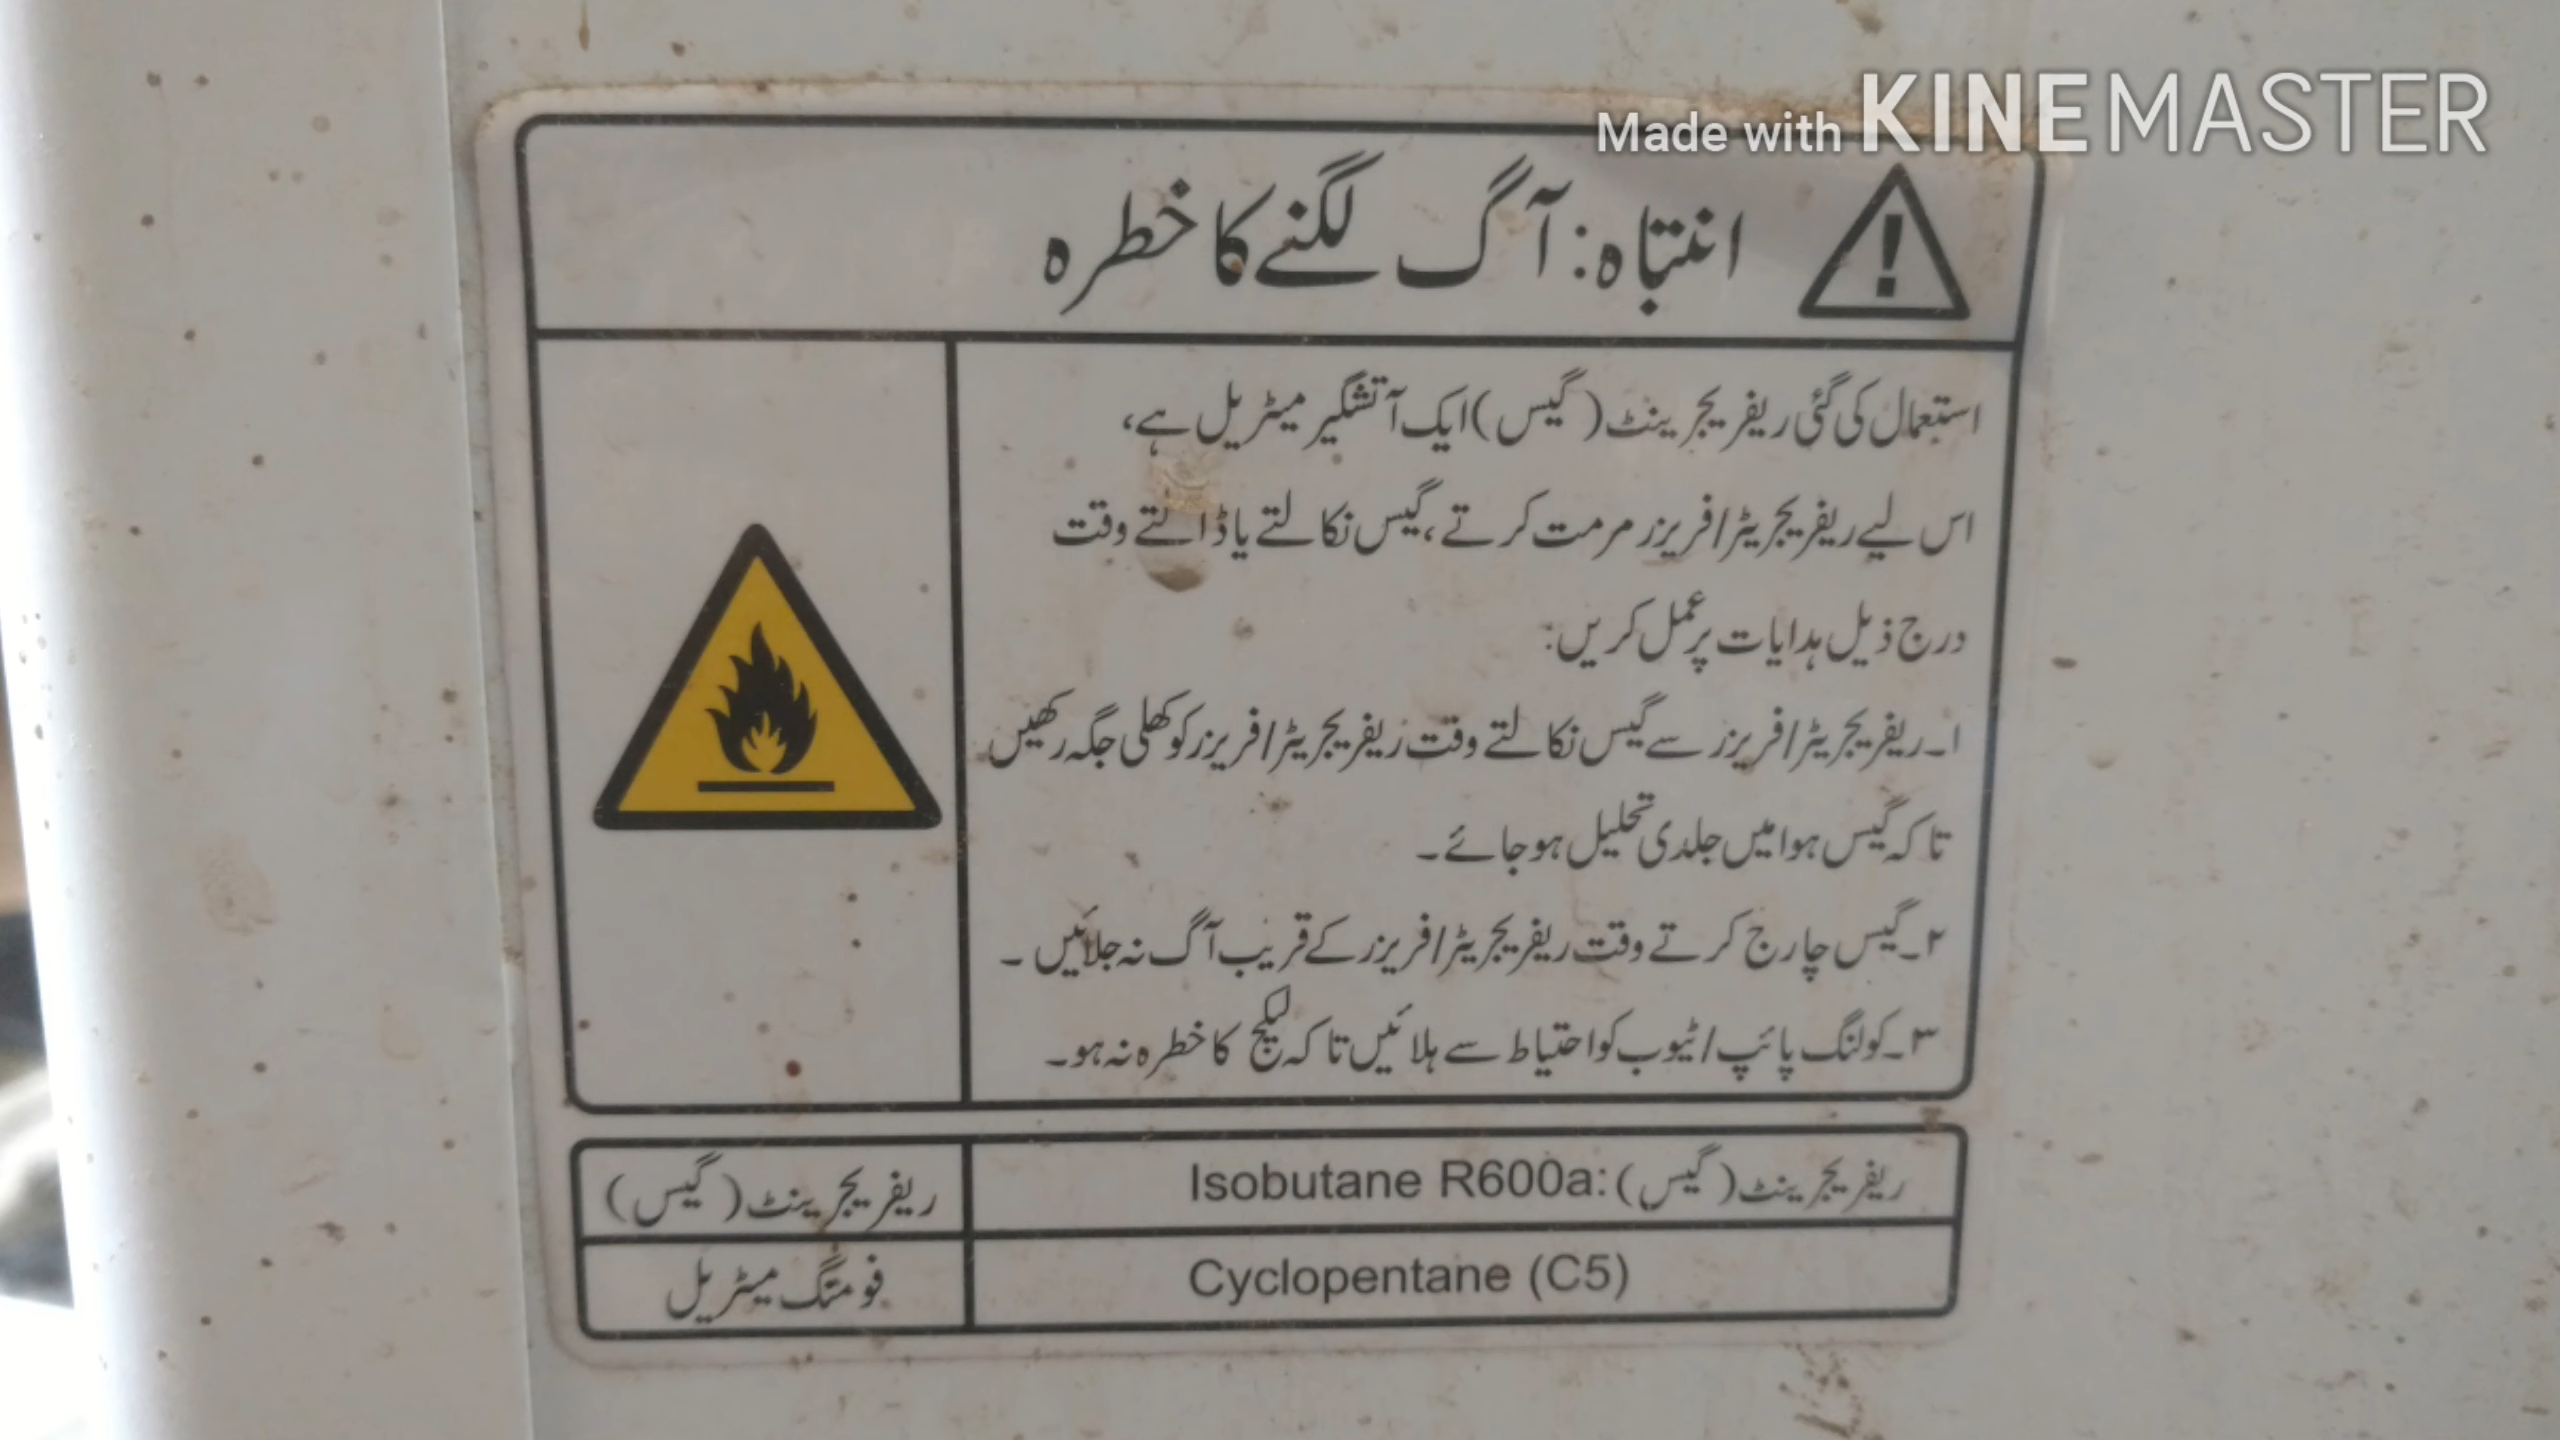 Made with KINEMASTER
انتباہ: آگ لگنے کا خطرہ
استعمال کی گئی ریفریجرینٹ (گیس) ایک آتشگیر میٹریل ہے،
اس لیے ریفریجریٹر/فریزر مرمت کرتے، گیس نکالتے یا ڈالتے وقت
درج ذیل ہدایات پر عمل کریں:
۱۔ ریفریجریٹر/فریزر سے گیس نکالتے وقت ریفریجریٹر/فریزر کو کھلی جگہ رکھیں
تاکہ گیس ہوا میں جلدی تحلیل ہو جائے۔
۲۔ گیس چارج کرتے وقت ریفریجریٹر/فریزر کے قریب آگ نہ جلائیں۔
۳۔ کولنگ پائپ/ٹیوب کو احتیاط سے ہلائیں تاکہ لیکیج کا خطرہ نہ ہو۔
ریفریجرینٹ (گیس): Isobutane R600a
ریفریجرینٹ (گیس)
Cyclopentane (C5)
فومنگ میٹریل